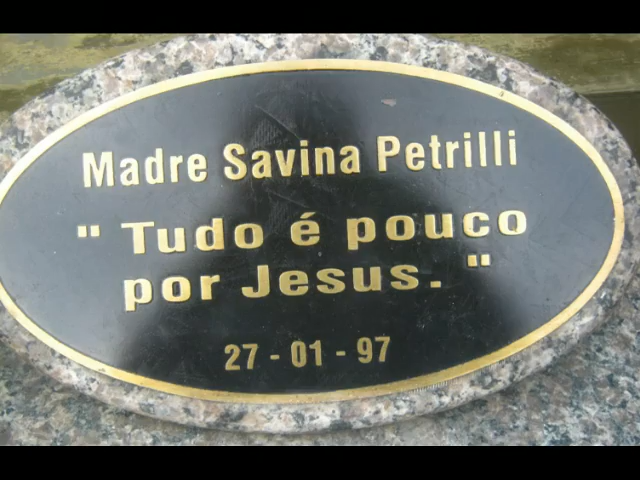 Madre Savina Petrilli
" Tudo é pouco
por Jesus. "
27 - 01 - 97